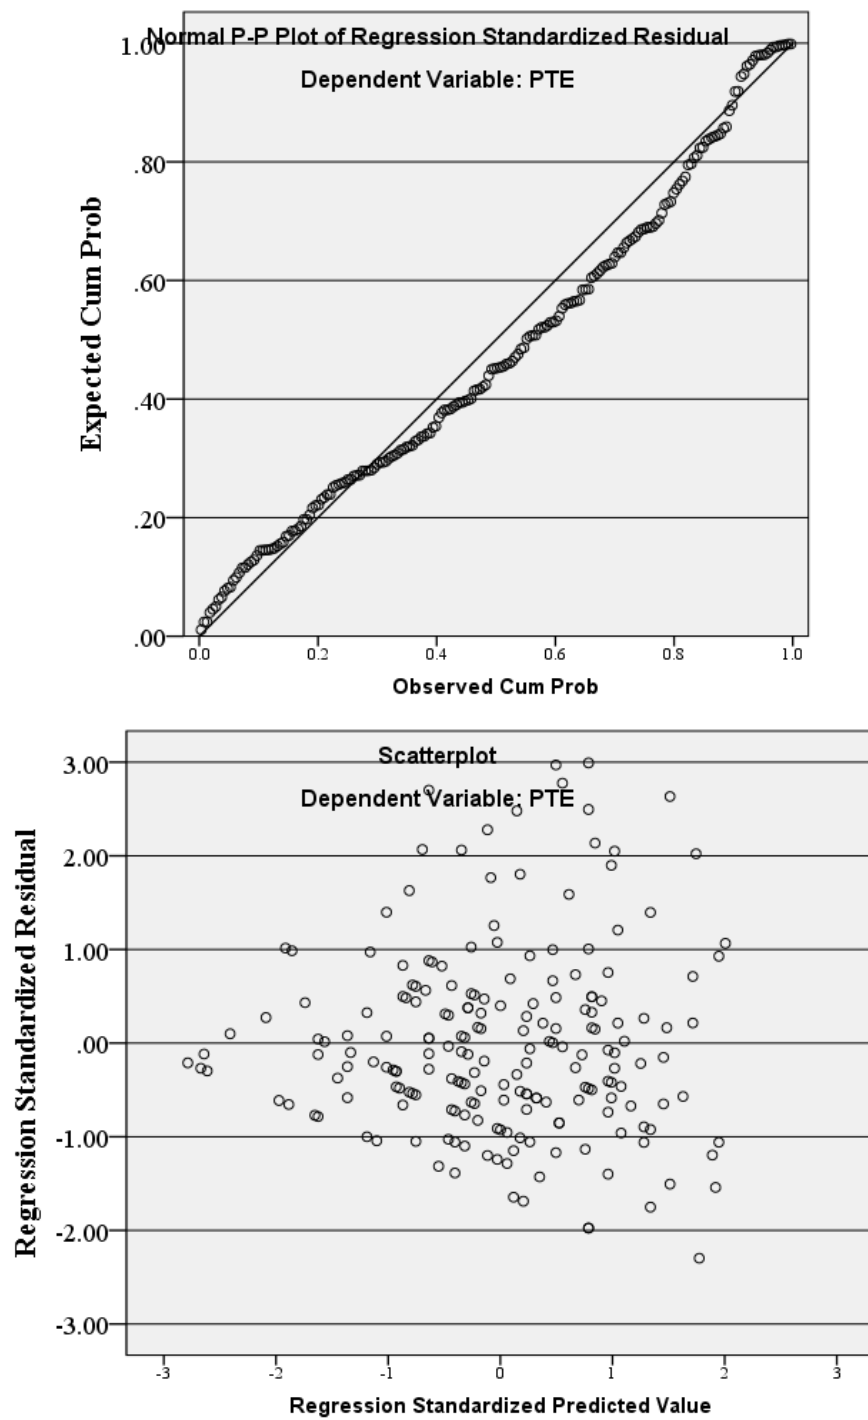 Normal P-P Plot of Regression Standardized Residual
Dependent Variable: PTE
1.00
.80
.60
.40
.20
.00
Expected Cum Prob
0.0 0.2 0.4 0.6 0.8 1.0
Observed Cum Prob
Scatterplot
Dependent Variable: PTE
3.00
2.00
1.00
.00
-1.00
-2.00
-3.00
Regression Standardized Residual
-3 -2 -1 0 1 2 3
Regression Standardized Predicted Value